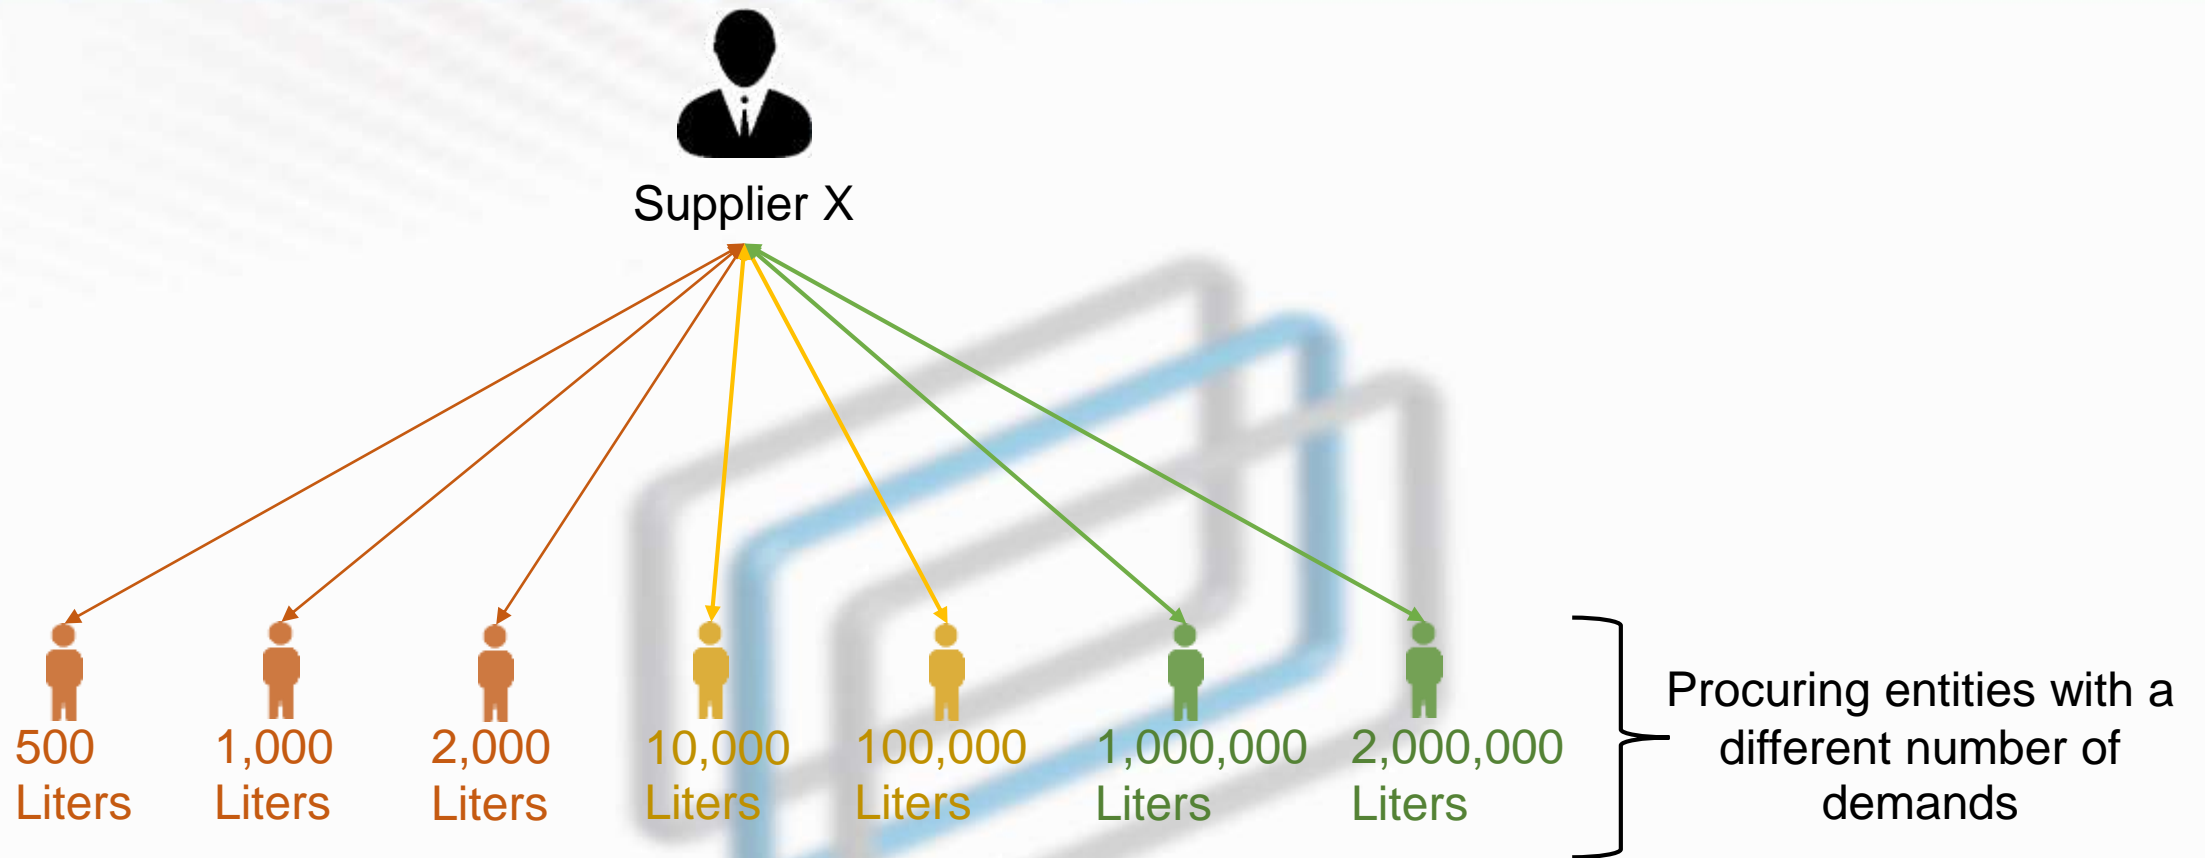 Supplier X
500
Liters
1,000
Liters
2,000
Liters
10,000
Liters
100,000
Liters
1,000,000
Liters
2,000,000
Liters
Procuring entities with a
different number of
demands